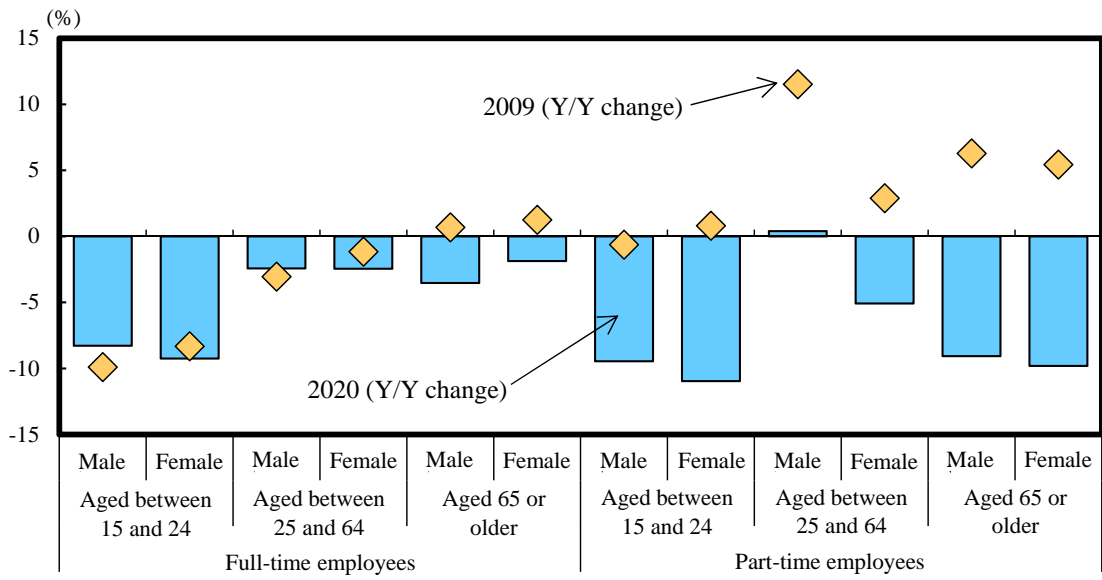 (%)
15
10
5
0
-5
-10
-15
2009 (Y/Y change)
2020 (Y/Y change)
Male Female Male Female Male Female Male Female Male Female Male Female
Aged between Aged between Aged 65 or Aged between Aged between Aged 65 or
15 and 24 25 and 64 older 15 and 24 25 and 64 older
Full-time employees Part-time employees